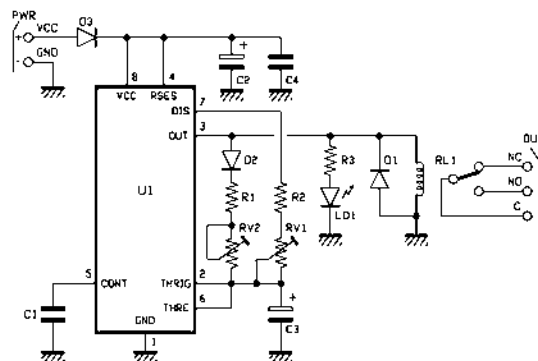 PWR
+ VCC
- GND
D3
8
4
VCC
RSES
+
C2
C4
DIS 7
OUT 3
U1
D2
R1
RV2
R2
RV1
R3
LD1
D1
RL1
OU
NC
NO
C
5 CONT
C1
THRIG 2
THRE 6
GND
1
+
C3